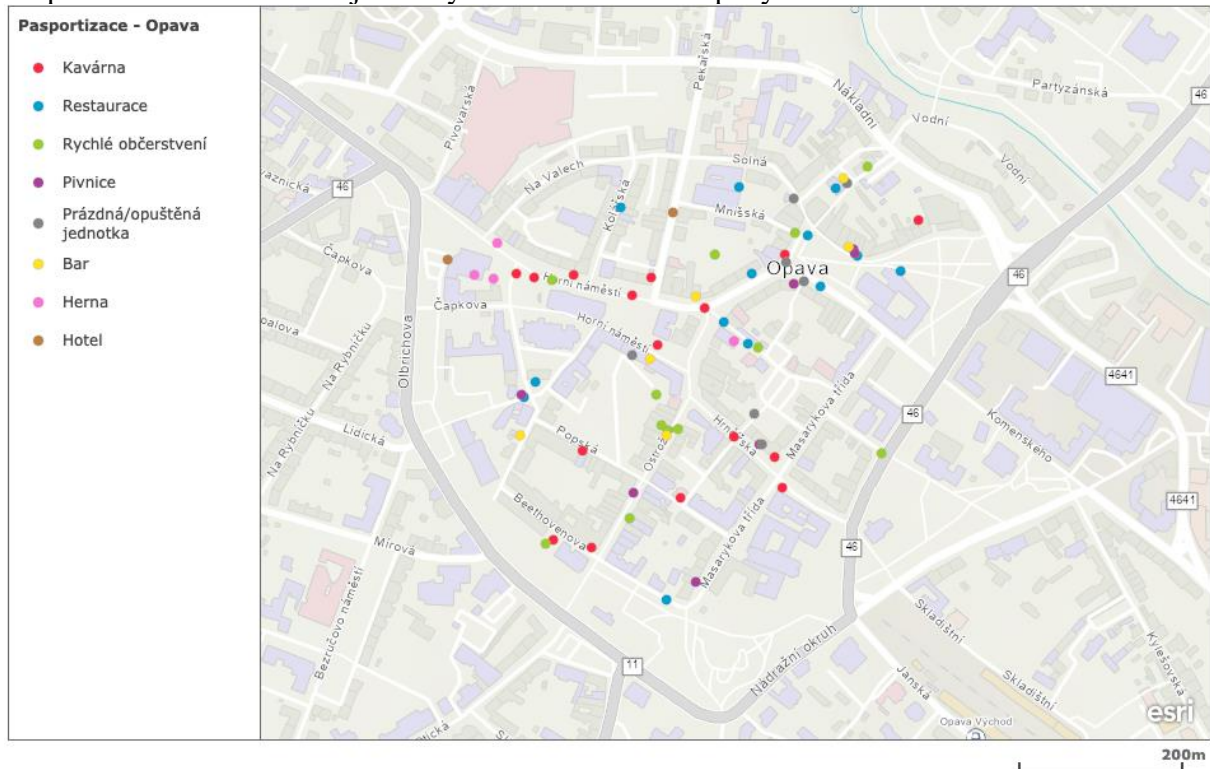 Pasportizace - Opava
Kavárna
Restaurace
Rychlé občerstvení
Pivnice
Prázdná/opuštěná
jednotka
Bar
Herna
Hotel
Pivovarská
Pekařská
Nákladní
Partyzánská
46
Vodní
Solná
Na Valech
Vodní
46
Kolářská
Mnišská
Čapkova
Opava
46
Horní náměstí
Čapkova
Horní náměstí
Na Rybníčku
Olbrichova
4641
Masarykova třída
46
Komenského
Lidická
Popská
Hrnčířská
Na Rybníčku
4641
Beethovenova
Mírová
Masarykova třída
46
Bezručovo náměstí
Skladištní
Kylešovská
11
Nádražní okruh
Janská
Skladištní
Opava Východ
esri
200m